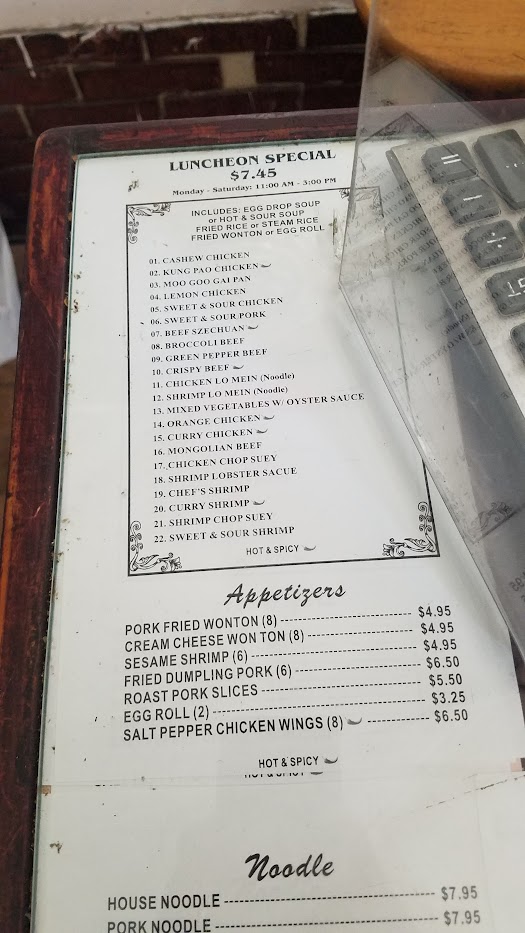 LUNCHEON SPECIAL
$7.45
Monday - Saturday: 11:00 AM - 3:00 PM
INCLUDES: EGG DROP SOUP
or HOT & SOUR SOUP
FRIED RICE or STEAM RICE
FRIED WONTON or EGG ROLL
01. CASHEW CHICKEN
02. KUNG PAO CHICKEN
03. MOO GOO GAI PAN
04. LEMON CHICKEN
05. SWEET & SOUR CHICKEN
06. SWEET & SOUR PORK
07. BEEF SZECHUAN
08. BROCCOLI BEEF
09. GREEN PEPPER BEEF
10. CRISPY BEEF
11. CHICKEN LO MEIN (Noodle)
12. SHRIMP LO MEIN (Noodle)
13. MIXED VEGETABLES W/ OYSTER SAUCE
14. ORANGE CHICKEN
15. CURRY CHICKEN
16. MONGOLIAN BEEF
17. CHICKEN CHOP SUEY
18. SHRIMP LOBSTER SACUE
19. CHEF'S SHRIMP
20. CURRY SHRIMP
21. SHRIMP CHOP SUEY
22. SWEET & SOUR SHRIMP
HOT & SPICY
Appetizers
PORK FRIED WONTON (8) $4.95
CREAM CHEESE WON TON (8) $4.95
SESAME SHRIMP (6) $4.95
FRIED DUMPLING PORK (6) $6.50
ROAST PORK SLICES $5.50
EGG ROLL (2) $3.25
SALT PEPPER CHICKEN WINGS (8) $6.50
HOT & SPICY
HOT & SPICY
Noodle
HOUSE NOODLE $7.95
PORK NOODLE $7.95